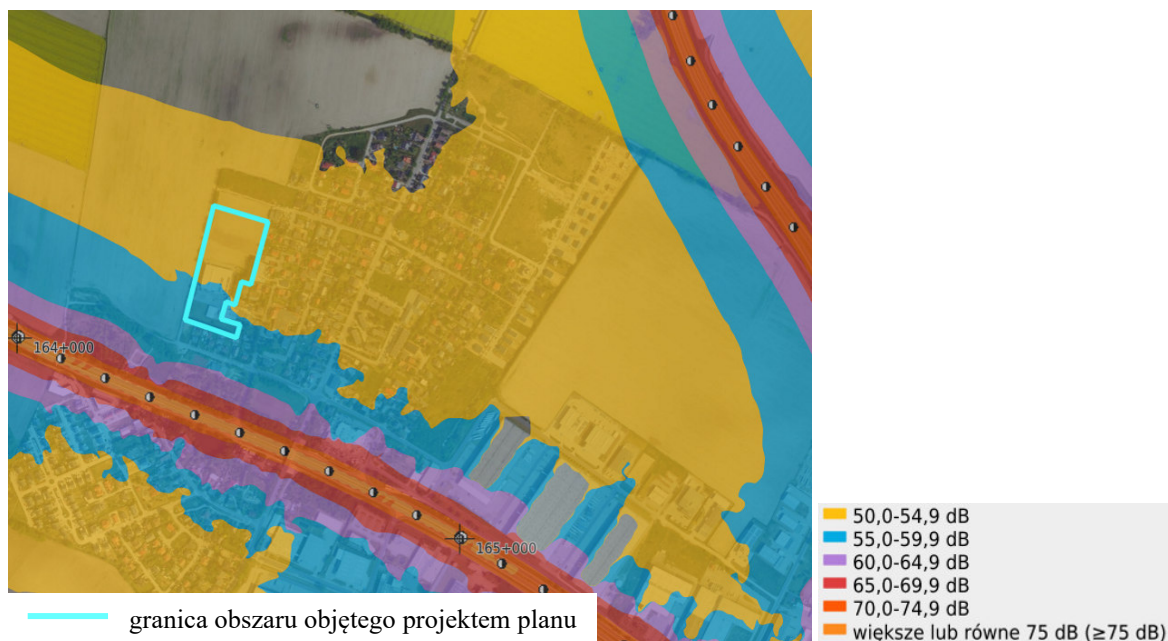 164+000
165+000
granica obszaru objętego projektem planu
50,0-54,9 dB
55,0-59,9 dB
60,0-64,9 dB
65,0-69,9 dB
70,0-74,9 dB
większe lub równe 75 dB (≥75 dB)